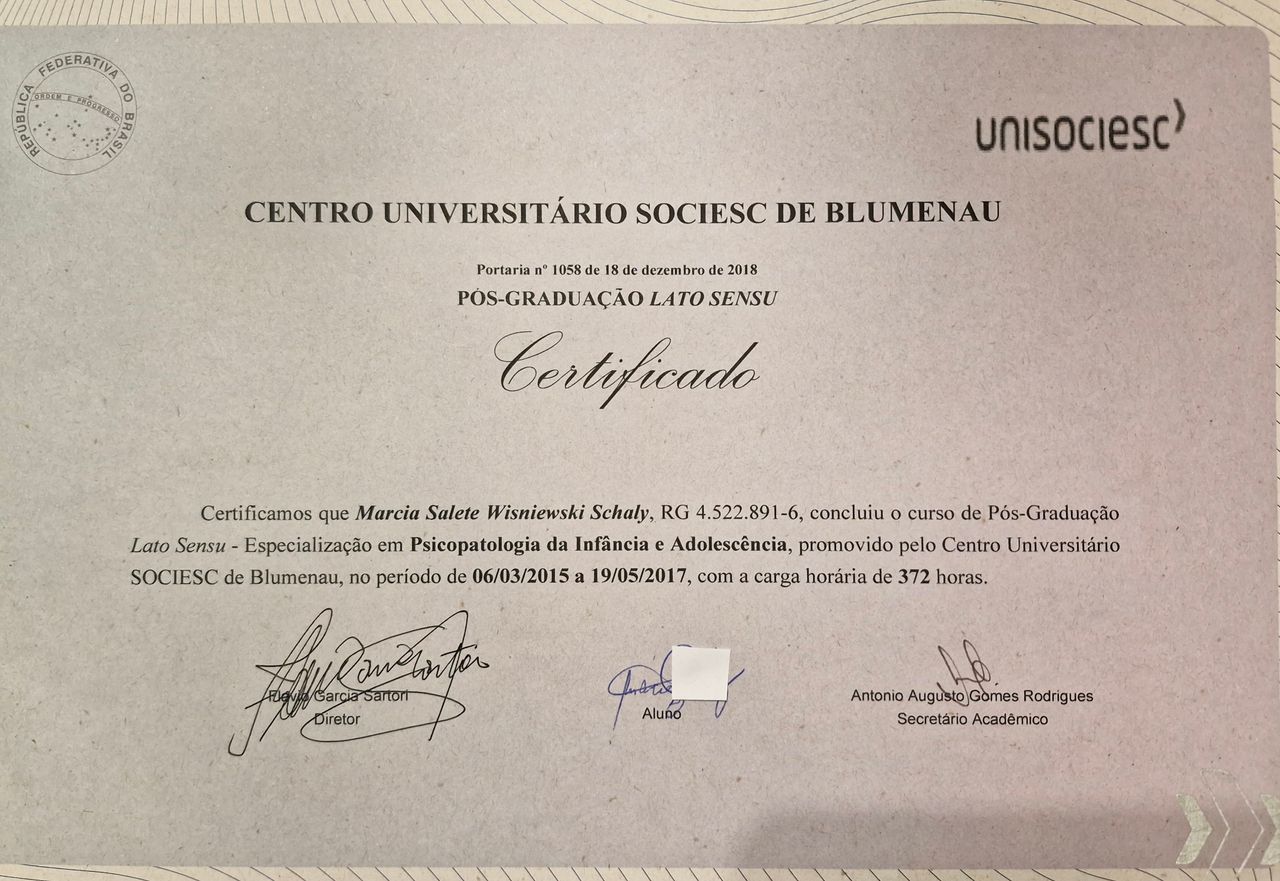 REPÚBLICA FEDERATIVA DO BRASIL
ORDEM E PROGRESSO
unisociesc
CENTRO UNIVERSITÁRIO SOCIESC DE BLUMENAU
Portaria nº 1058 de 18 de dezembro de 2018
PÓS-GRADUAÇÃO LATO SENSU
Certificado
Certificamos que Marcia Salete Wisniewski Schaly, RG 4.522.891-6, concluiu o curso de Pós-Graduação
Lato Sensu - Especialização em Psicopatologia da Infância e Adolescência, promovido pelo Centro Universitário
SOCIESC de Blumenau, no período de 06/03/2015 a 19/05/2017, com a carga horária de 372 horas.
Garcia Sartori
Diretor
Aluno
Antonio Augusto Gomes Rodrigues
Secretário Acadêmico